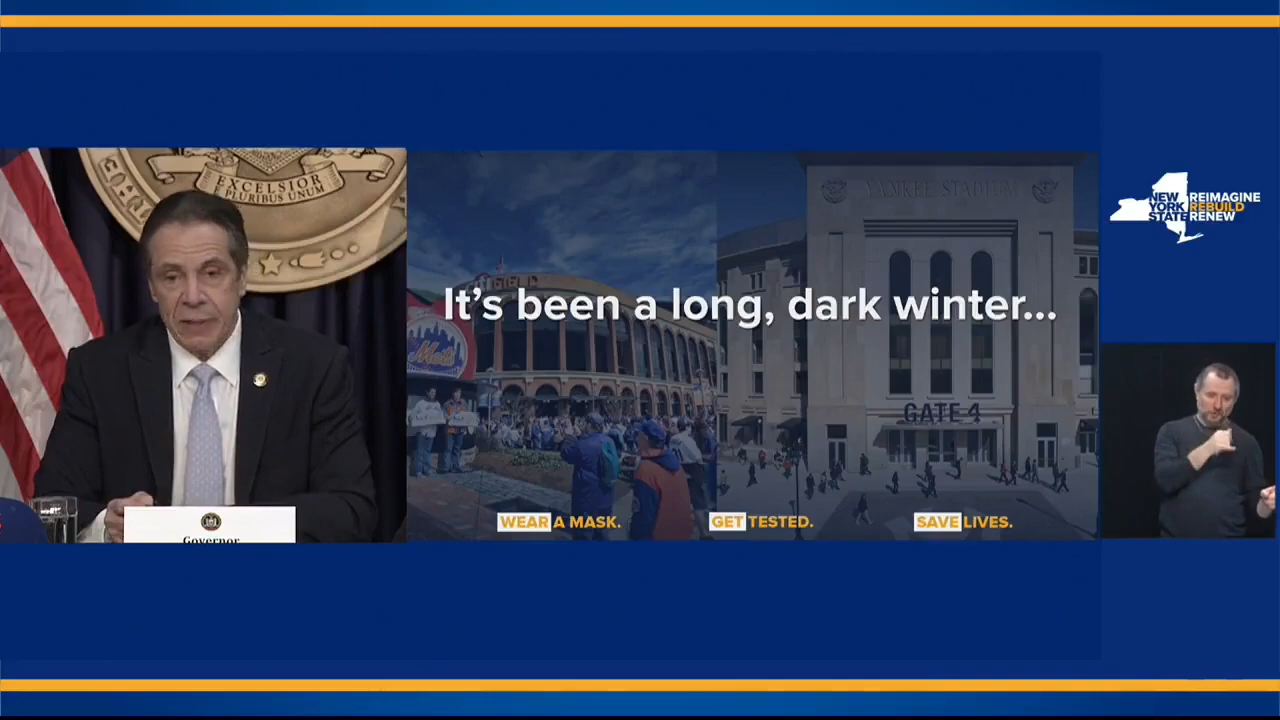 EXCELSIOR
E PLURIBUS UNUM
Governor
It's been a long, dark winter...
Mets
YANKEE STADIUM
GATE 4
WEAR A MASK.
GET TESTED.
SAVE LIVES.
NEW YORK STATE
REIMAGINE
REBUILD
RENEW